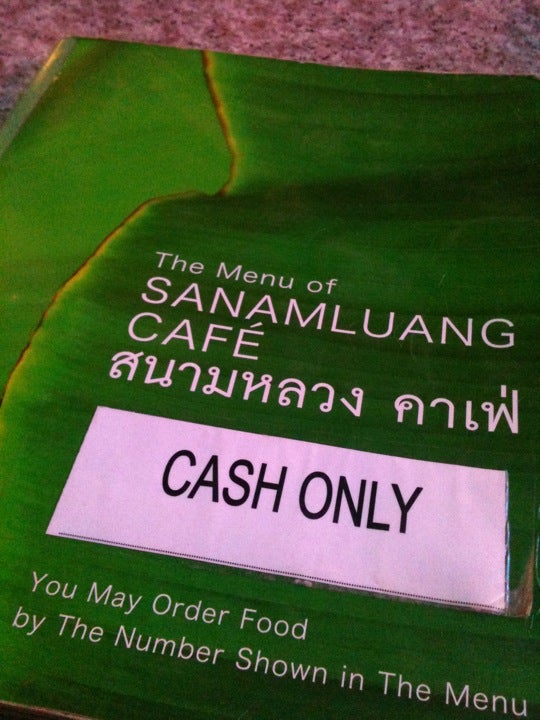 The Menu of
SANAMLUANG
CAFÉ
สนามหลวง คาเฟ่
CASH ONLY
You May Order Food
by The Number Shown in The Menu